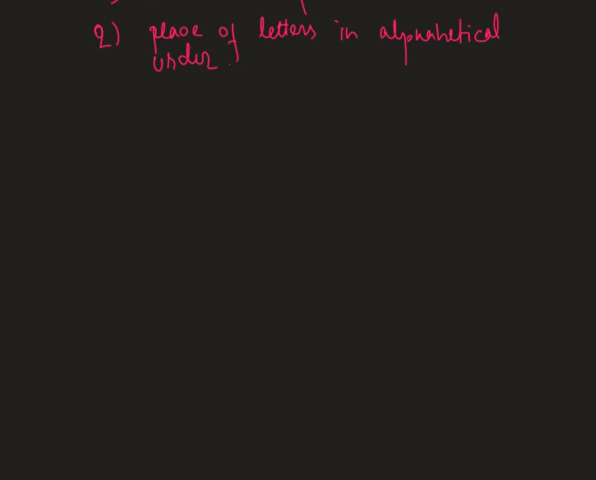 2) place of letters in alphabetical
order.